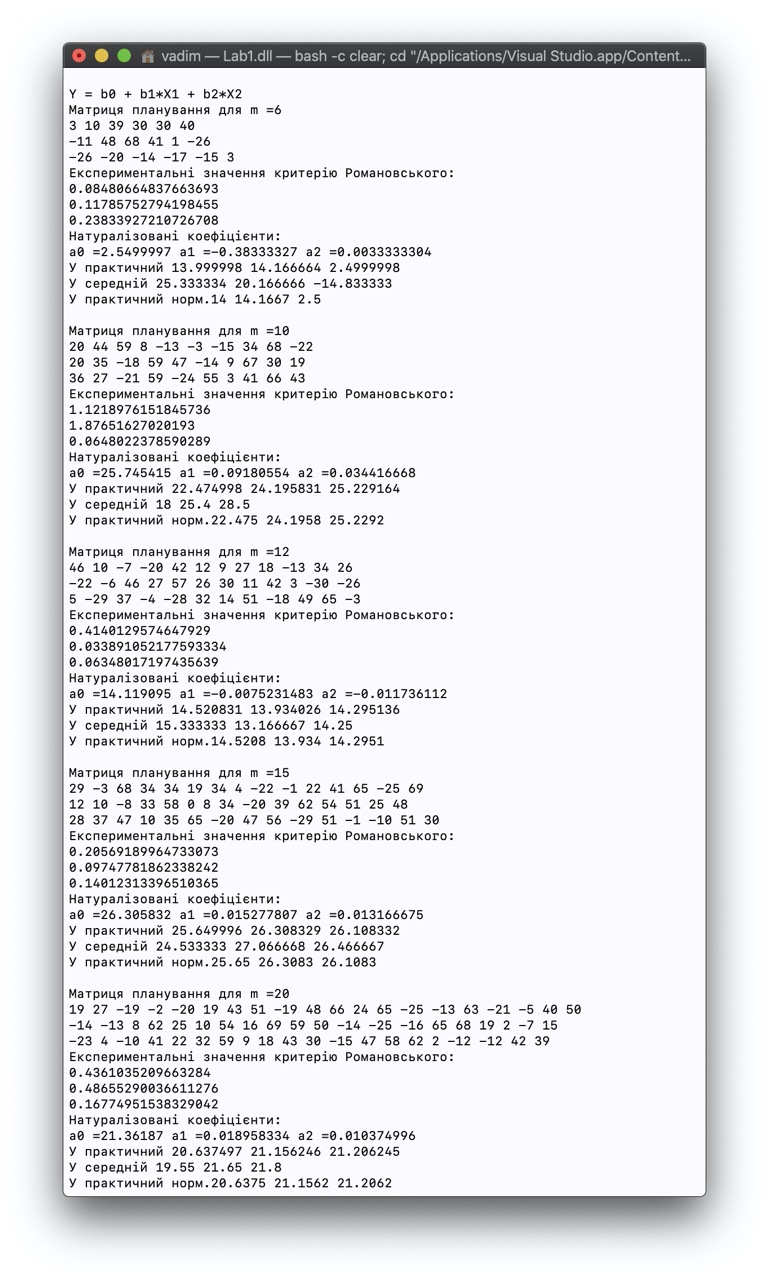 vadim — Lab1.dll — bash -c clear; cd "/Applications/Visual Studio.app/Content...
Y = b0 + b1*X1 + b2*X2
Матриця планування для m =6
3 10 39 30 30 40
-11 48 68 41 1 -26
-26 -20 -14 -17 -15 3
Експериментальні значення критерію Романовського:
0.08480664837663693
0.11785752794198455
0.23833927210726708
Натуралізовані коефіцієнти:
a0 =2.5499997 a1 =-0.38333327 a2 =0.0033333304
У практичний 13.999998 14.166664 2.4999998
У середній 25.333334 20.166666 -14.833333
У практичний норм.14 14.1667 2.5
Матриця планування для m =10
20 44 59 8 -13 -3 -15 34 68 -22
20 35 -18 59 47 -14 9 67 30 19
36 27 -21 59 -24 55 3 41 66 43
Експериментальні значення критерію Романовського:
1.1218976151845736
1.87651627020193
0.0648022378590289
Натуралізовані коефіцієнти:
a0 =25.745415 a1 =0.09180554 a2 =0.034416668
У практичний 22.474998 24.195831 25.229164
У середній 18 25.4 28.5
У практичний норм.22.475 24.1958 25.2292
Матриця планування для m =12
46 10 -7 -20 42 12 9 27 18 -13 34 26
-22 -6 46 27 57 26 30 11 42 3 -30 -26
5 -29 37 -4 -28 32 14 51 -18 49 65 -3
Експериментальні значення критерію Романовського:
0.4140129574647929
0.033891052177593334
0.06348017197435639
Натуралізовані коефіцієнти:
a0 =14.119095 a1 =-0.0075231483 a2 =-0.011736112
У практичний 14.520831 13.934026 14.295136
У середній 15.333333 13.166667 14.25
У практичний норм.14.5208 13.934 14.2951
Матриця планування для m =15
29 -3 68 34 34 19 34 4 -22 -1 22 41 65 -25 69
12 10 -8 33 58 0 8 34 -20 39 62 54 51 25 48
28 37 47 10 35 65 -20 47 56 -29 51 -1 -10 51 30
Експериментальні значення критерію Романовського:
0.20569189964733073
0.09747781862338242
0.14012313396510365
Натуралізовані коефіцієнти:
a0 =26.305832 a1 =0.015277807 a2 =0.013166675
У практичний 25.649996 26.308329 26.108332
У середній 24.533333 27.066668 26.466667
У практичний норм.25.65 26.3083 26.1083
Матриця планування для m =20
19 27 -19 -2 -20 19 43 51 -19 48 66 24 65 -25 -13 63 -21 -5 40 50
-14 -13 8 62 25 10 54 16 69 59 50 -14 -25 -16 65 68 19 2 -7 15
-23 4 -10 41 22 32 59 9 18 43 30 -15 47 58 62 2 -12 -12 42 39
Експериментальні значення критерію Романовського:
0.4361035209663284
0.48655290036611276
0.16774951538329042
Натуралізовані коефіцієнти:
a0 =21.36187 a1 =0.018958334 a2 =0.010374996
У практичний 20.637497 21.156246 21.206245
У середній 19.55 21.65 21.8
У практичний норм.20.6375 21.1562 21.2062